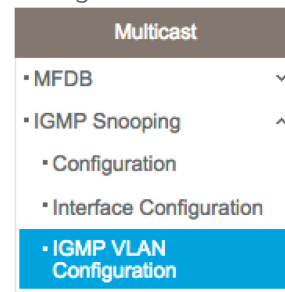 Multicast
▪ MFDB
▪ IGMP Snooping
▪ Configuration
▪ Interface Configuration
▪ IGMP VLAN
Configuration